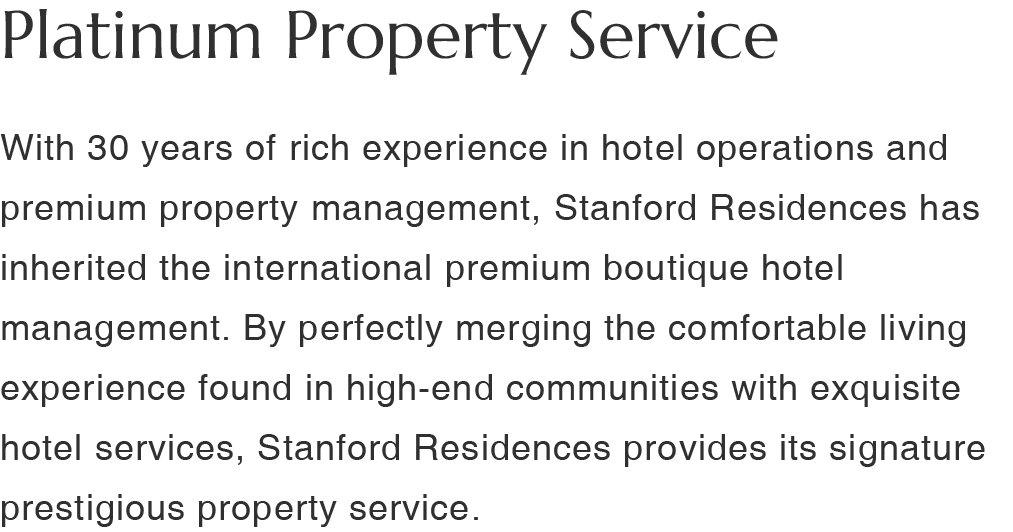 Platinum Property Service
With 30 years of rich experience in hotel operations and
premium property management, Stanford Residences has
inherited the international premium boutique hotel
management. By perfectly merging the comfortable living
experience found in high-end communities with exquisite
hotel services, Stanford Residences provides its signature
prestigious property service.